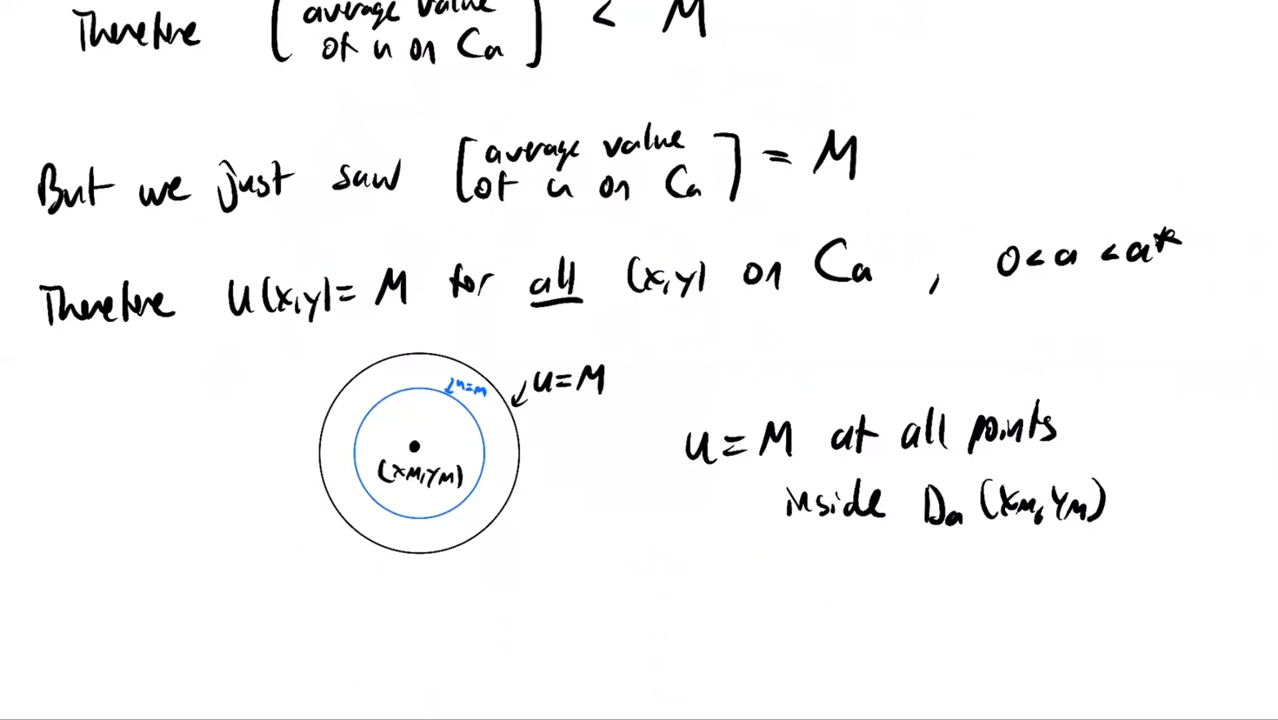 Therefore [average value of u on Ca] < M
But we just saw [average value of u on Ca] = M
Therefore u(x,y) = M for all (x,y) on Ca , 0 < a < a*
u=M
u=M
(xM,yM)
u = M at all points
inside Da (xM, yM)